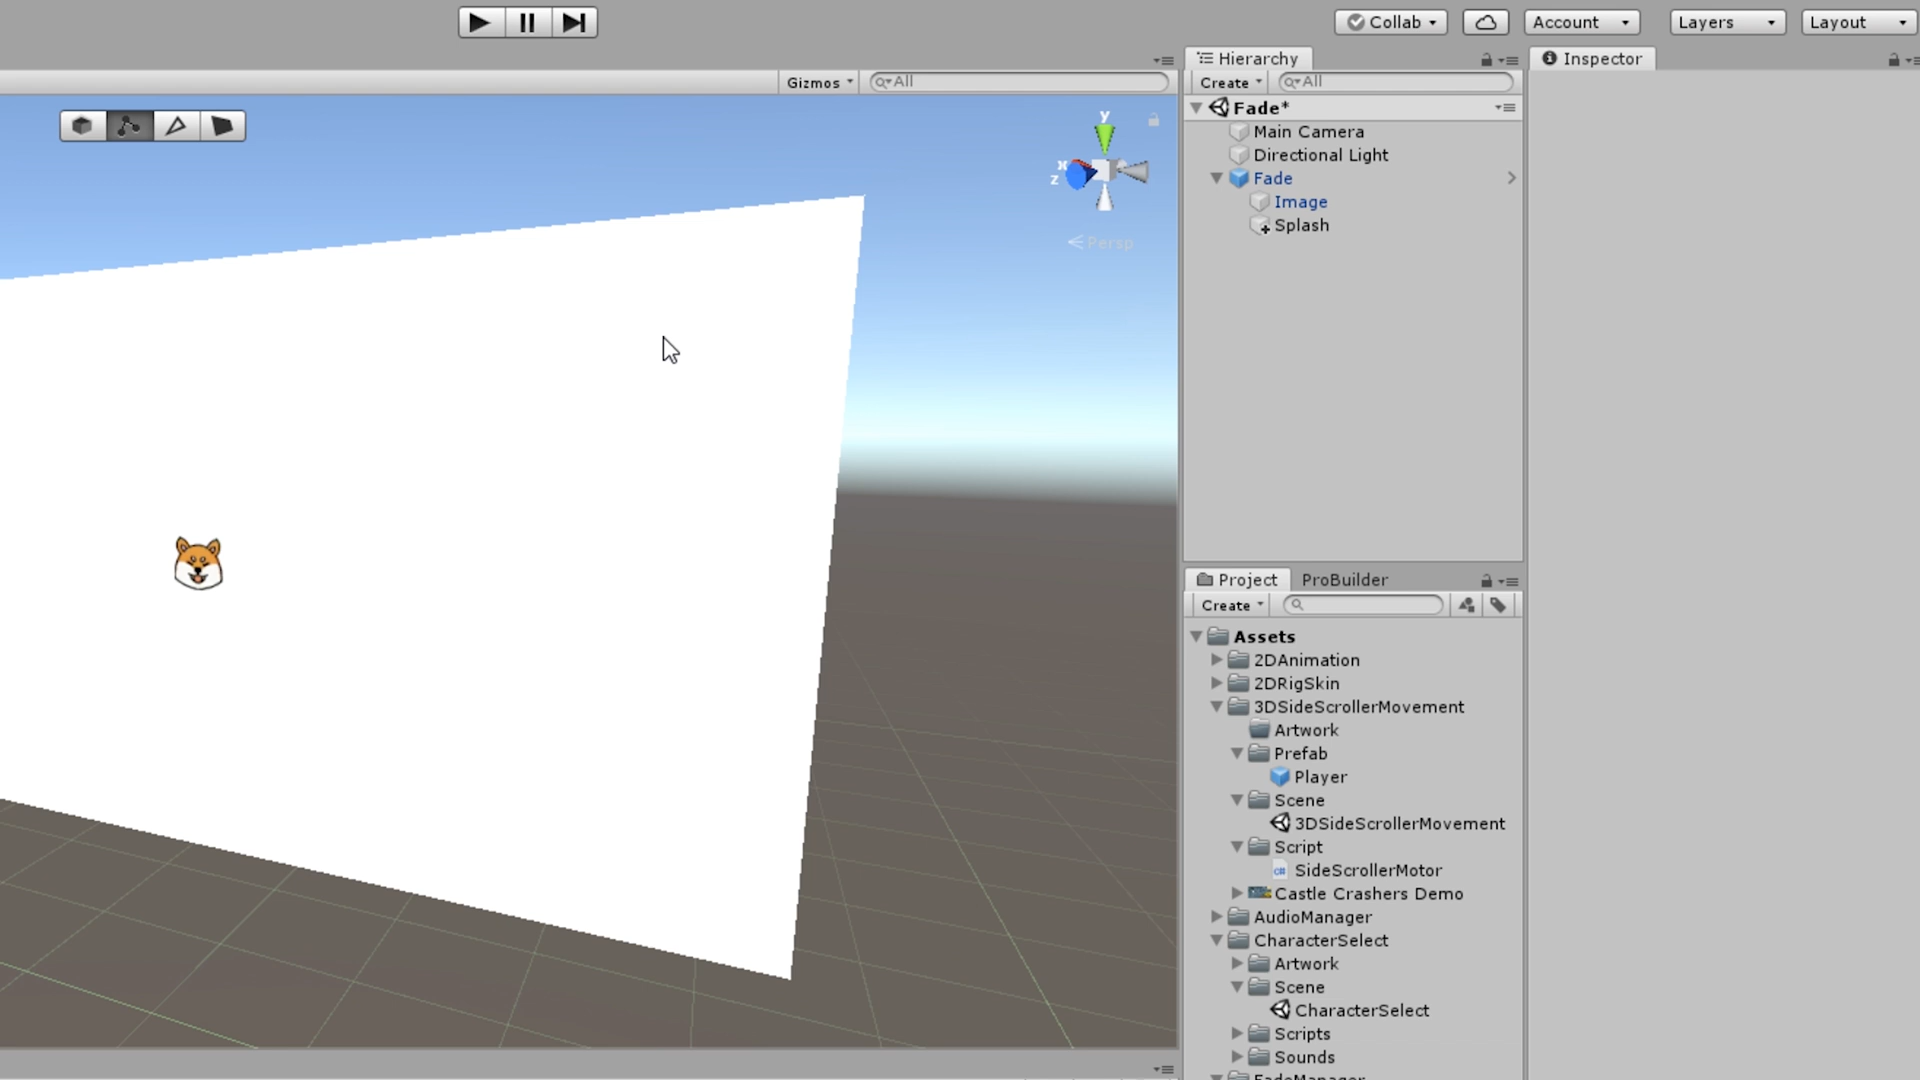 Collab
Account
Layers
Layout
Hierarchy
Inspector
Gizmos
All
Create
All
Fade*
Main Camera
Directional Light
Fade
Image
Splash
y
x
z
Persp
Project
ProBuilder
Create
Assets
2DAnimation
2DRigSkin
3DSideScrollerMovement
Artwork
Prefab
Player
Scene
3DSideScrollerMovement
Script
SideScrollerMotor
Castle Crashers Demo
AudioManager
CharacterSelect
Artwork
Scene
CharacterSelect
Scripts
Sounds
FadeManager